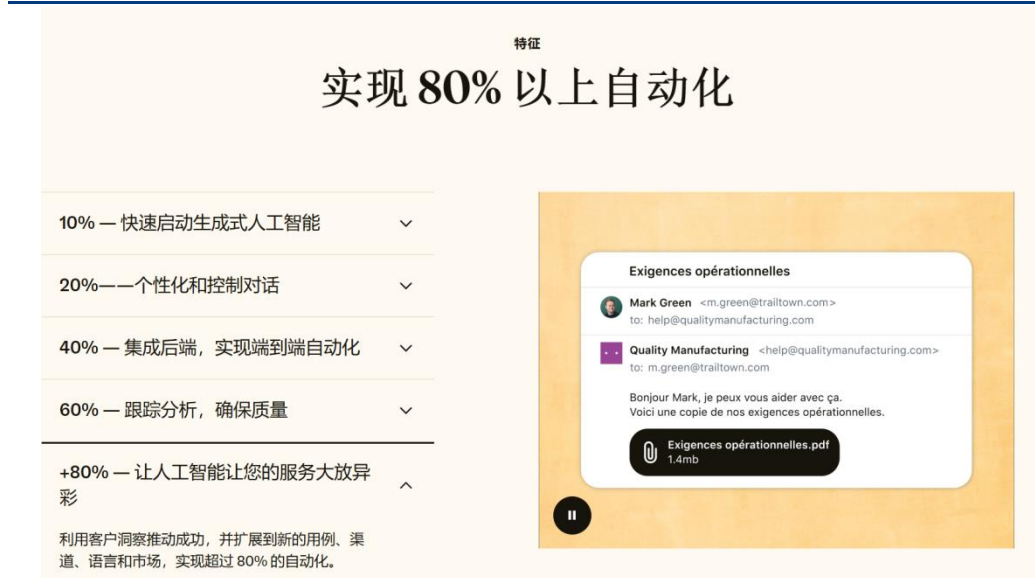 特征
实现 80% 以上自动化
10% — 快速启动生成式人工智能
20%——个性化和控制对话
40% — 集成后端，实现端到端自动化
60% — 跟踪分析，确保质量
+80% — 让人工智能让您的服务大放异
彩
利用客户洞察推动成功，并扩展到新的用例、渠
道、语言和市场，实现超过 80% 的自动化。
Exigences opérationnelles
Mark Green <m.green@trailtown.com>
to: help@qualitymanufacturing.com
Quality Manufacturing <help@qualitymanufacturing.com>
to: m.green@trailtown.com
Bonjour Mark, je peux vous aider avec ça.
Voici une copie de nos exigences opérationnelles.
Exigences opérationnelles.pdf
1.4mb